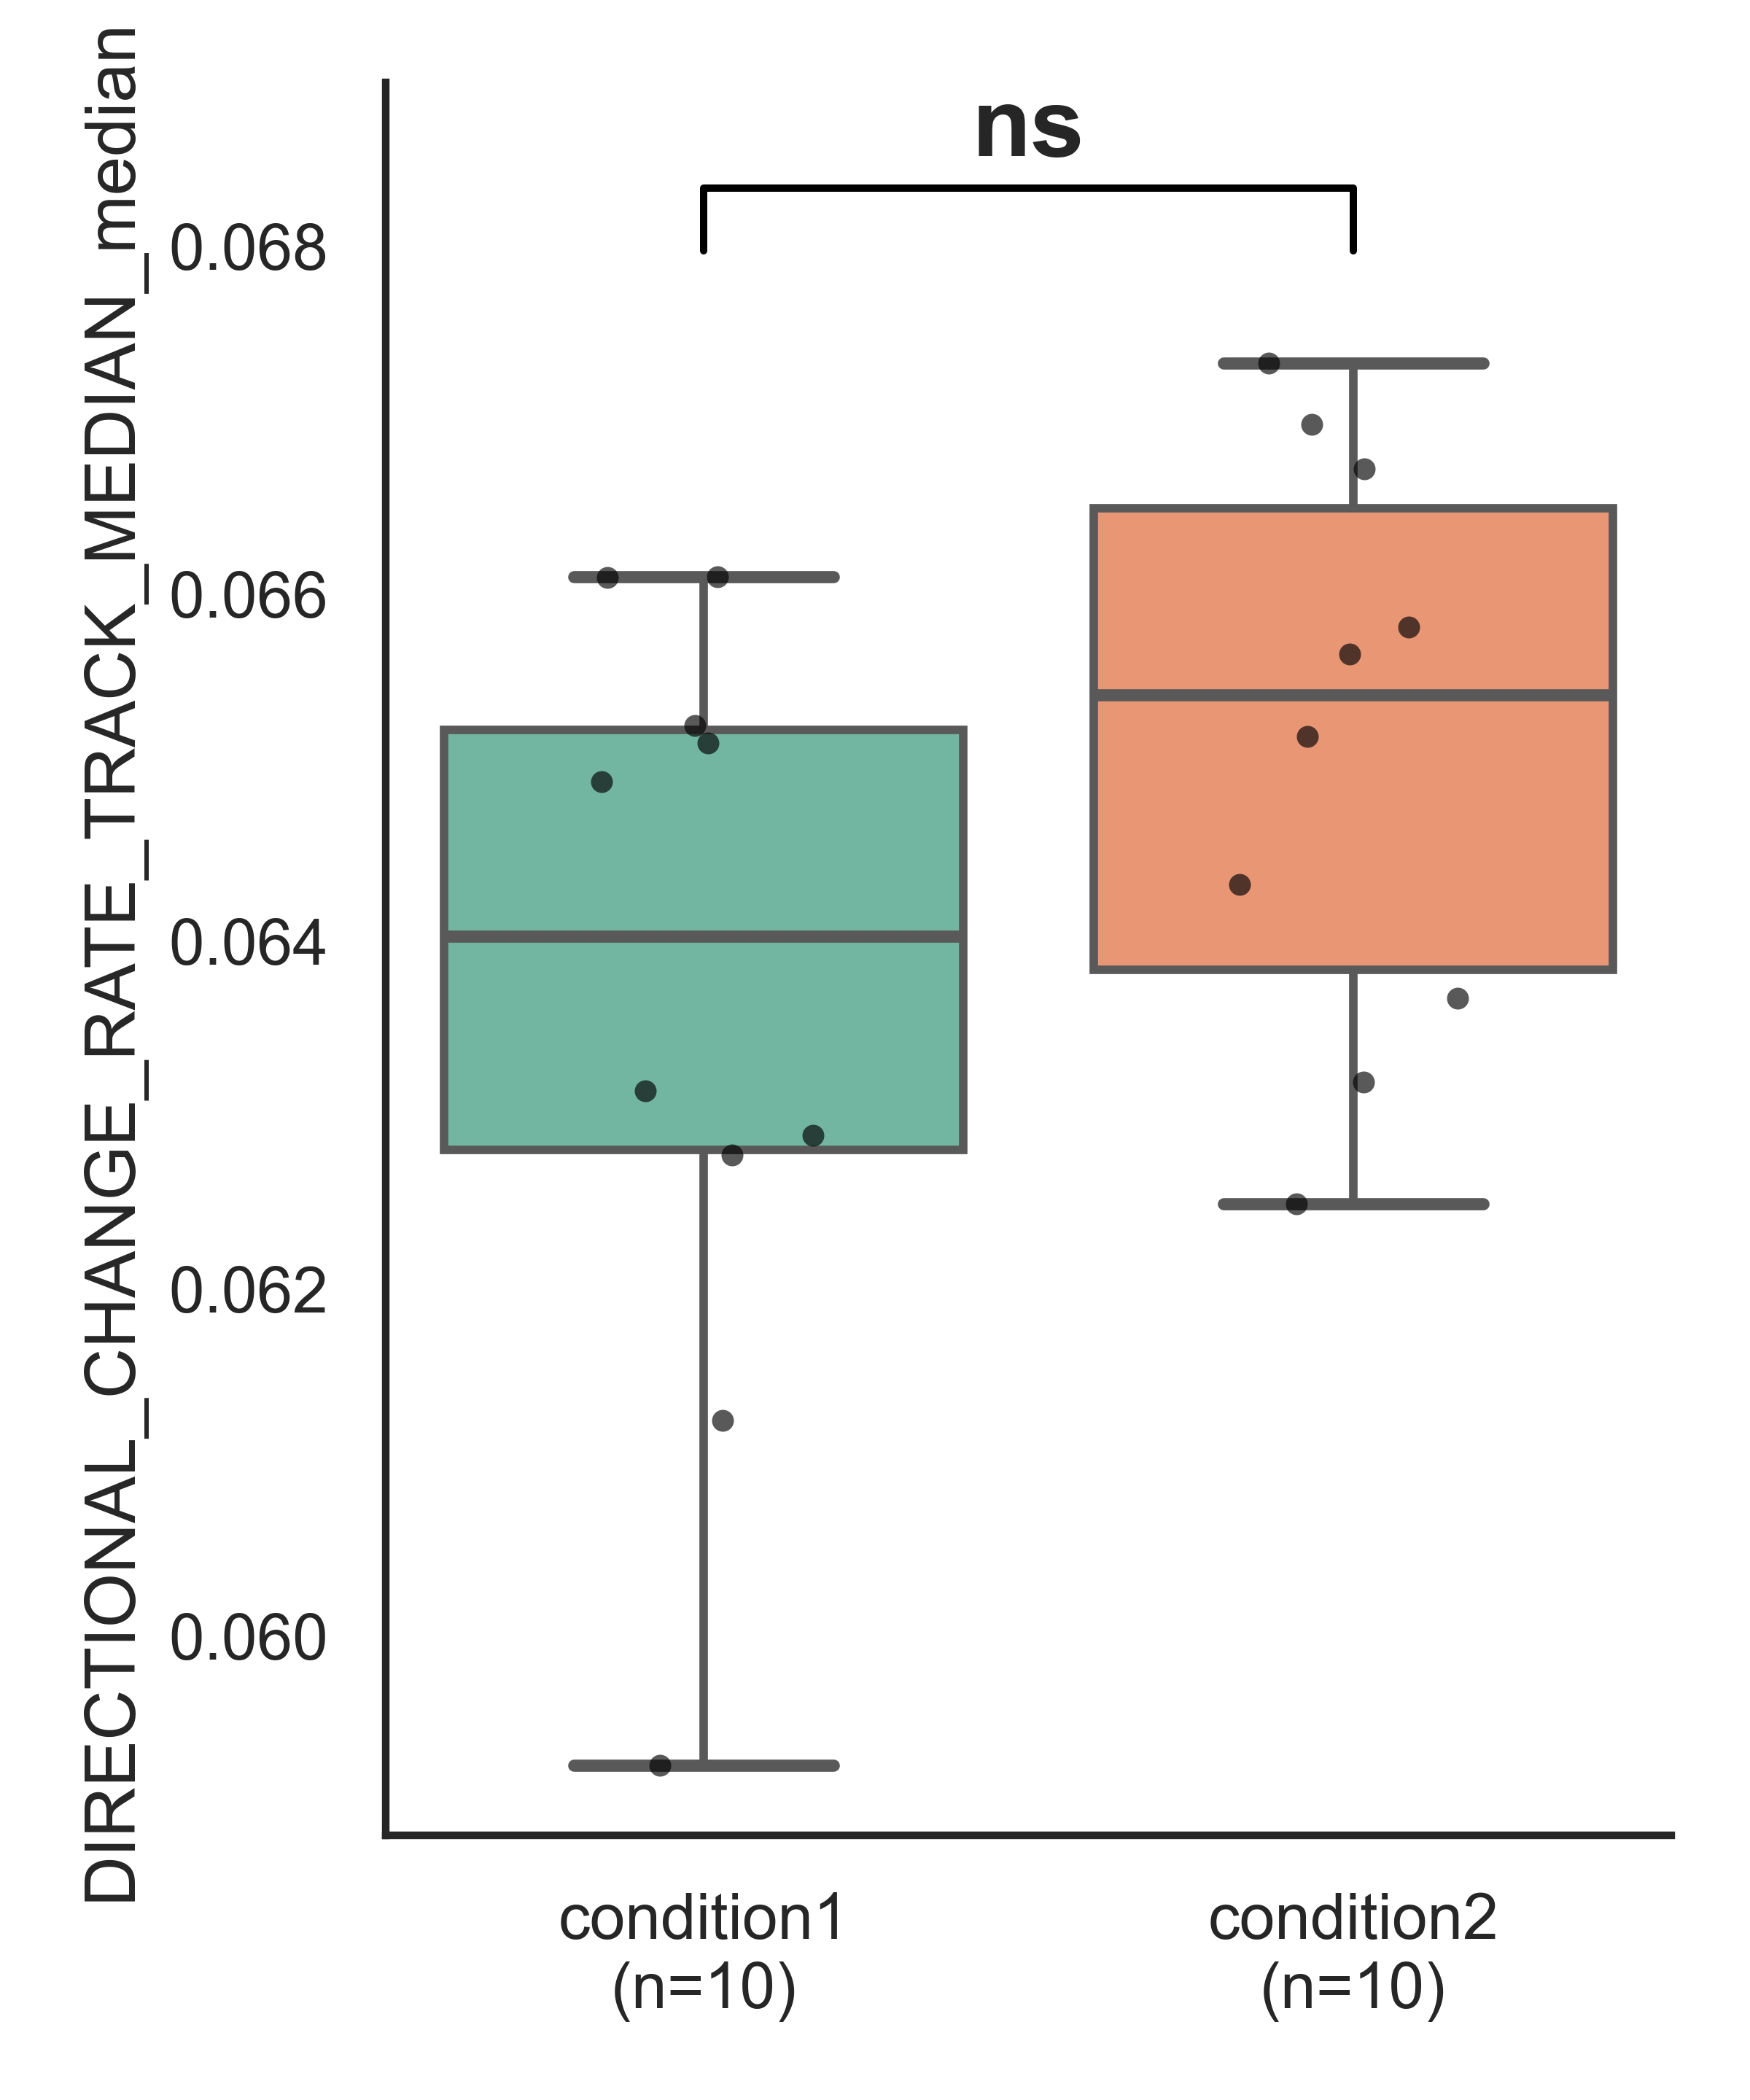 DIRECTIONAL_CHANGE_RATE_TRACK_MEDIAN_median
ns
0.068
0.066
0.064
0.062
0.060
condition1
(n=10)
condition2
(n=10)